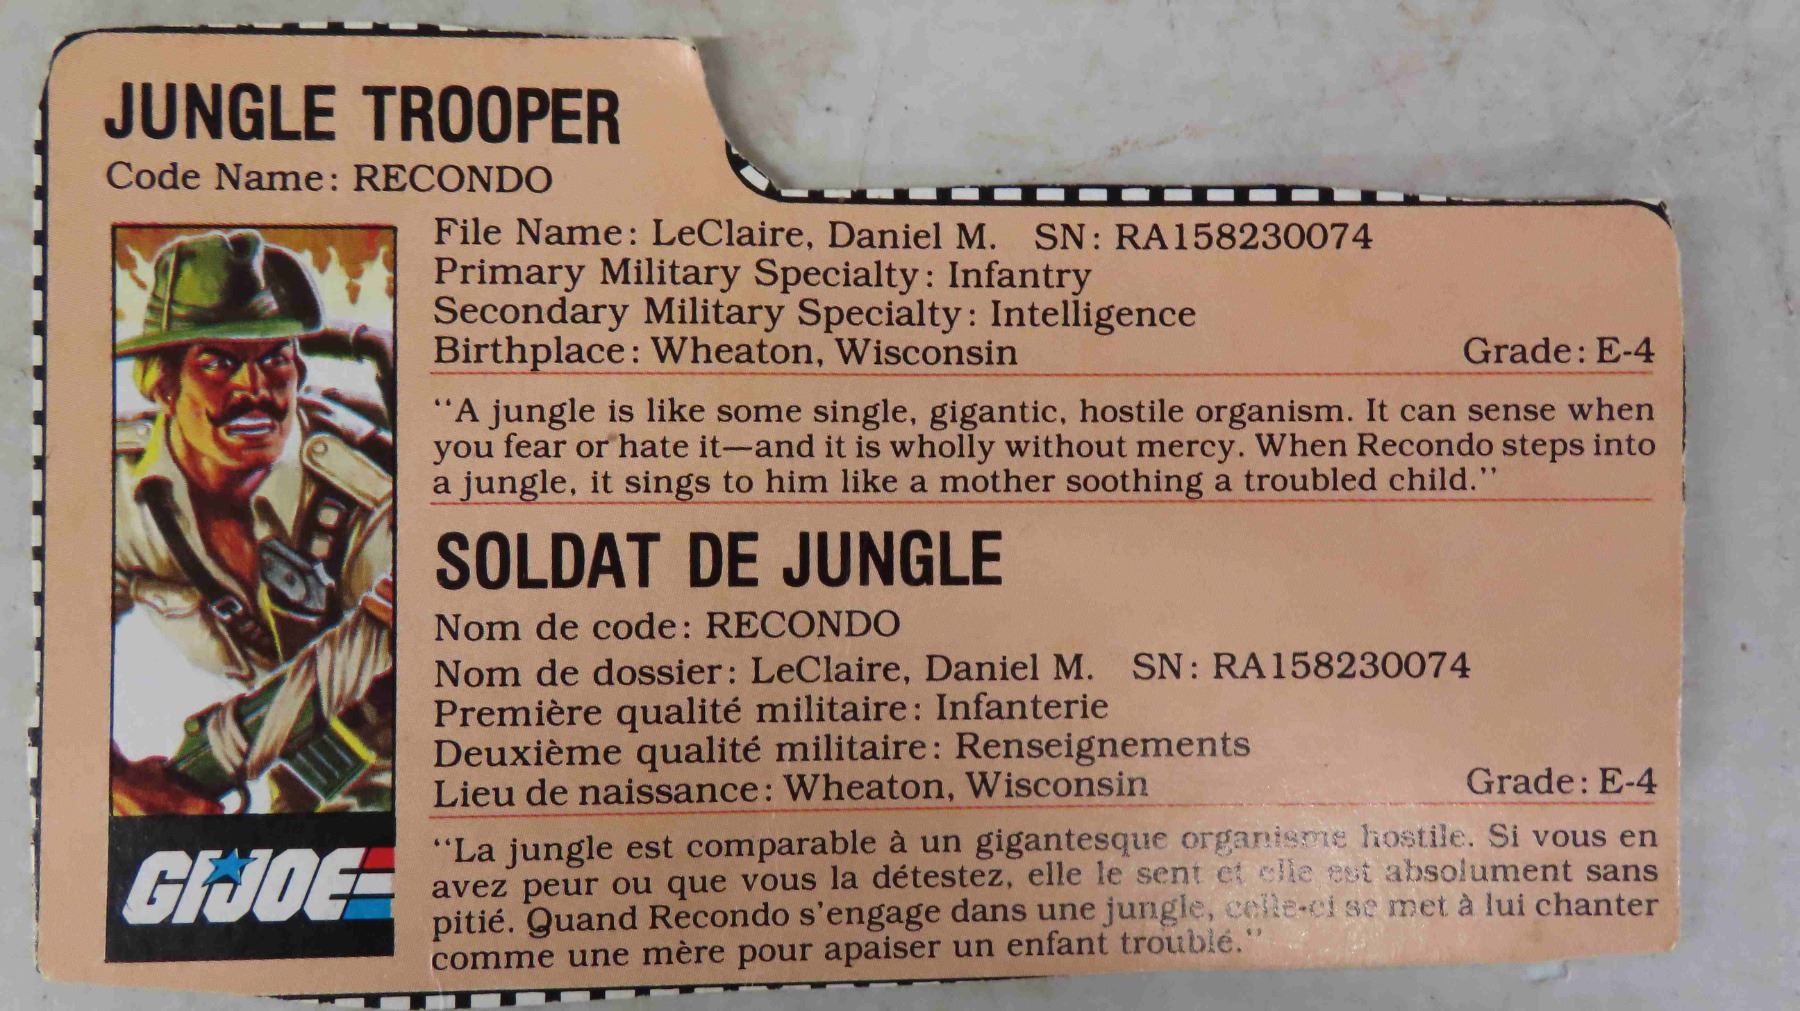 JUNGLE TROOPER
Code Name: RECONDO
File Name: LeClaire, Daniel M. SN: RA158230074
Primary Military Specialty: Infantry
Secondary Military Specialty: Intelligence
Birthplace: Wheaton, Wisconsin Grade: E-4
‘‘A jungle is like some single, gigantic, hostile organism. It can sense when
you fear or hate it—and it is wholly without mercy. When Recondo steps into
a jungle, it sings to him like a mother soothing a troubled child.’’
SOLDAT DE JUNGLE
Nom de code: RECONDO
Nom de dossier: LeClaire, Daniel M. SN: RA158230074
Première qualité militaire: Infanterie
Deuxième qualité militaire: Renseignements
Lieu de naissance: Wheaton, Wisconsin Grade: E-4
‘‘La jungle est comparable à un gigantesque organisme hostile. Si vous en
avez peur ou que vous la détestez, elle le sent et elle est absolument sans
pitié. Quand Recondo s’engage dans une jungle, celle-ci se met à lui chanter
comme une mère pour apaiser un enfant troublé.’’
GI JOE